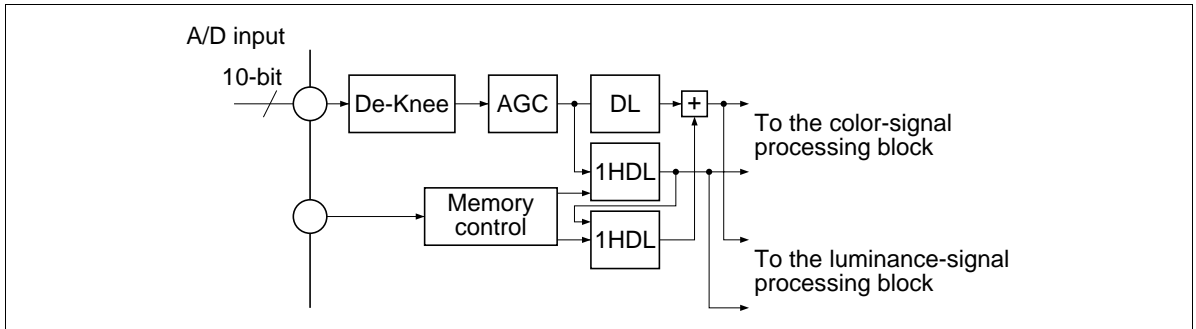 A/D input
10-bit
De-Knee
AGC
DL
+
To the color-signal
processing block
1HDL
Memory
control
1HDL
To the luminance-signal
processing block